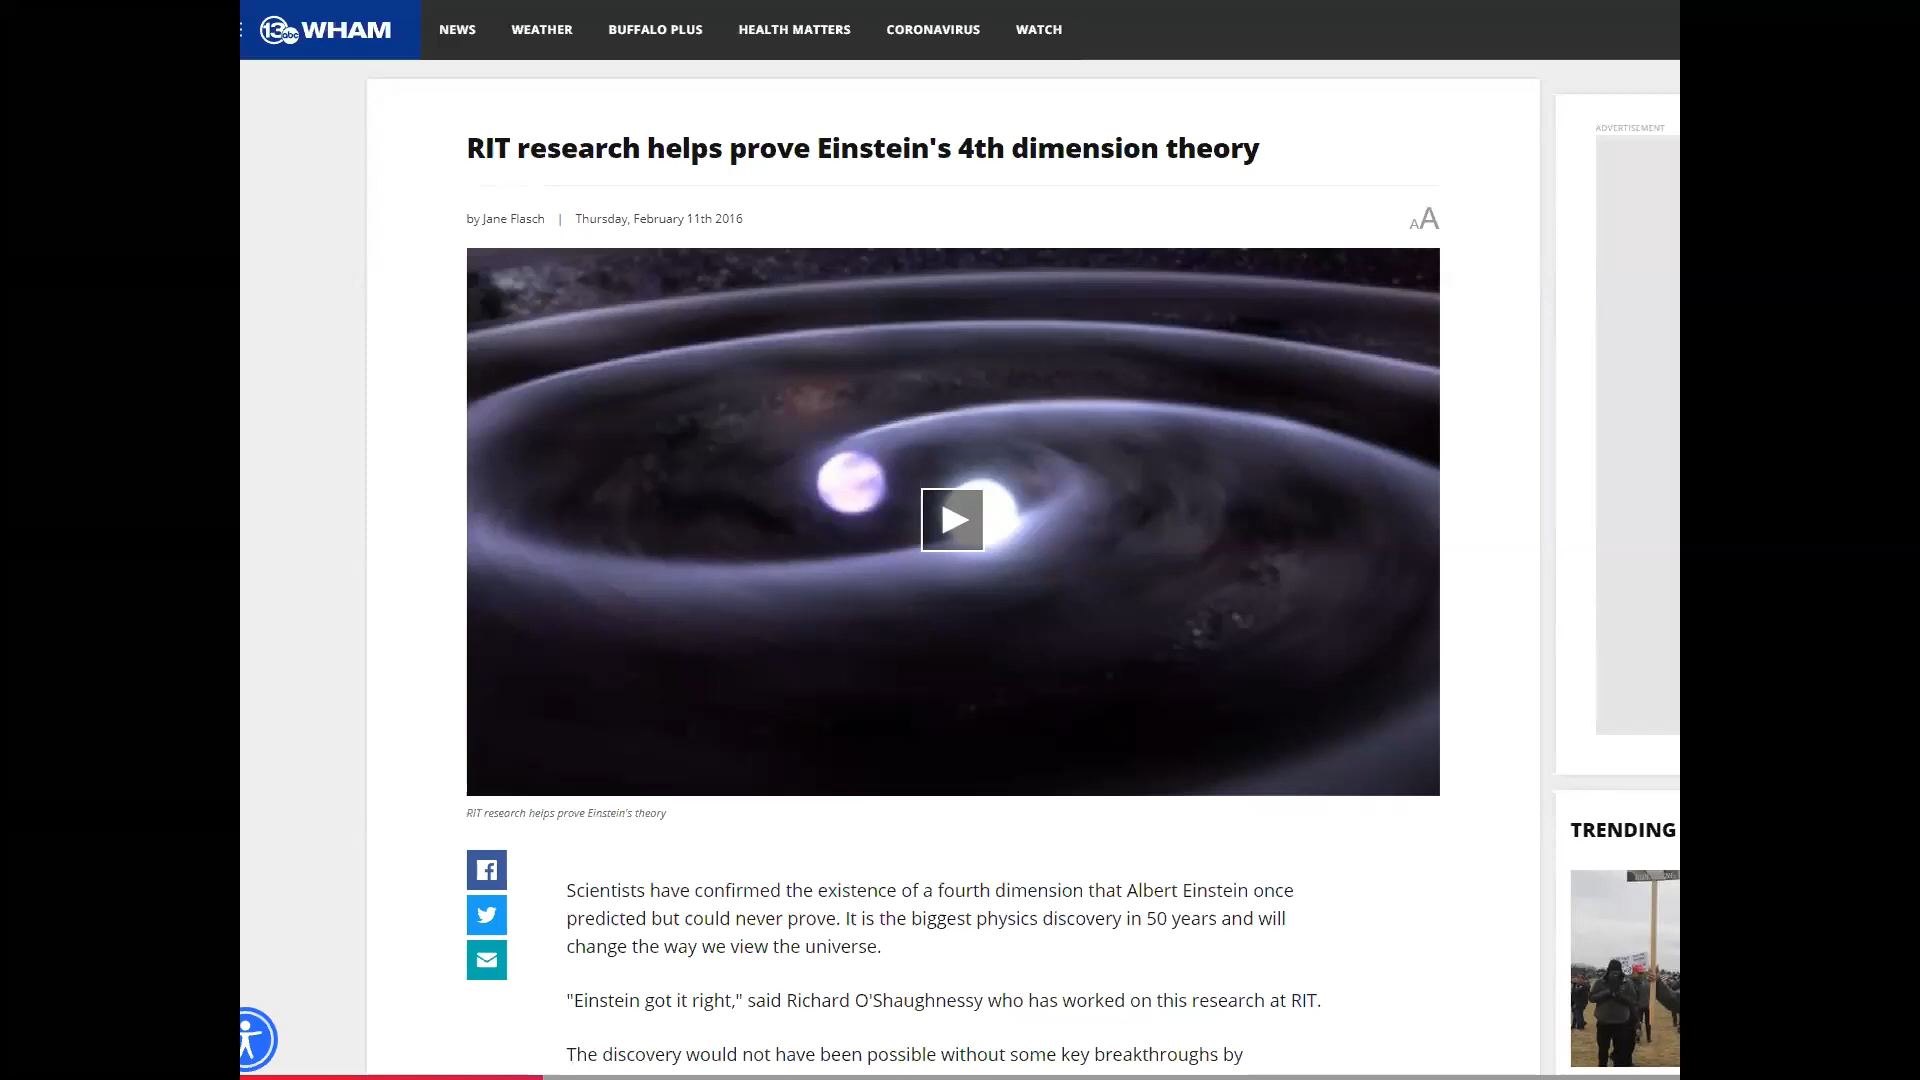 13 abc WHAM
NEWS WEATHER BUFFALO PLUS HEALTH MATTERS CORONAVIRUS WATCH
ADVERTISEMENT
RIT research helps prove Einstein's 4th dimension theory
by Jane Flasch | Thursday, February 11th 2016
AA
RIT research helps prove Einstein's theory
TRENDING
Scientists have confirmed the existence of a fourth dimension that Albert Einstein once
predicted but could never prove. It is the biggest physics discovery in 50 years and will
change the way we view the universe.
"Einstein got it right," said Richard O'Shaughnessy who has worked on this research at RIT.
The discovery would not have been possible without some key breakthroughs by